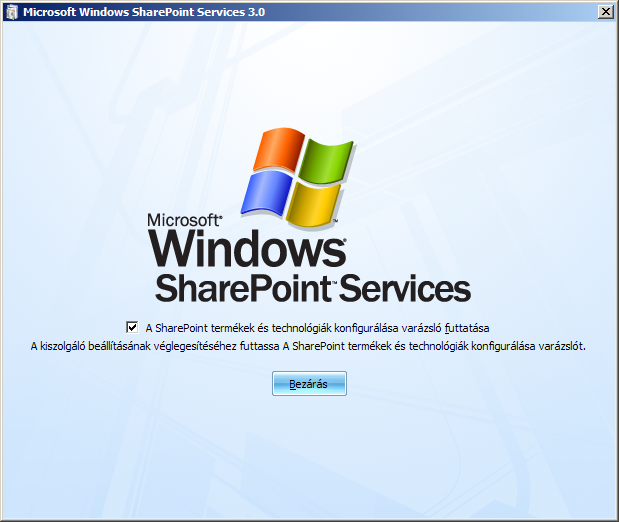 Microsoft Windows SharePoint Services 3.0
Microsoft®
Windows®
SharePoint™ Services
A SharePoint termékek és technológiák konfigurálása varázsló futtatása
A kiszolgáló beállításának véglegesítéséhez futtassa A SharePoint termékek és technológiák konfigurálása varázslót.
Bezárás